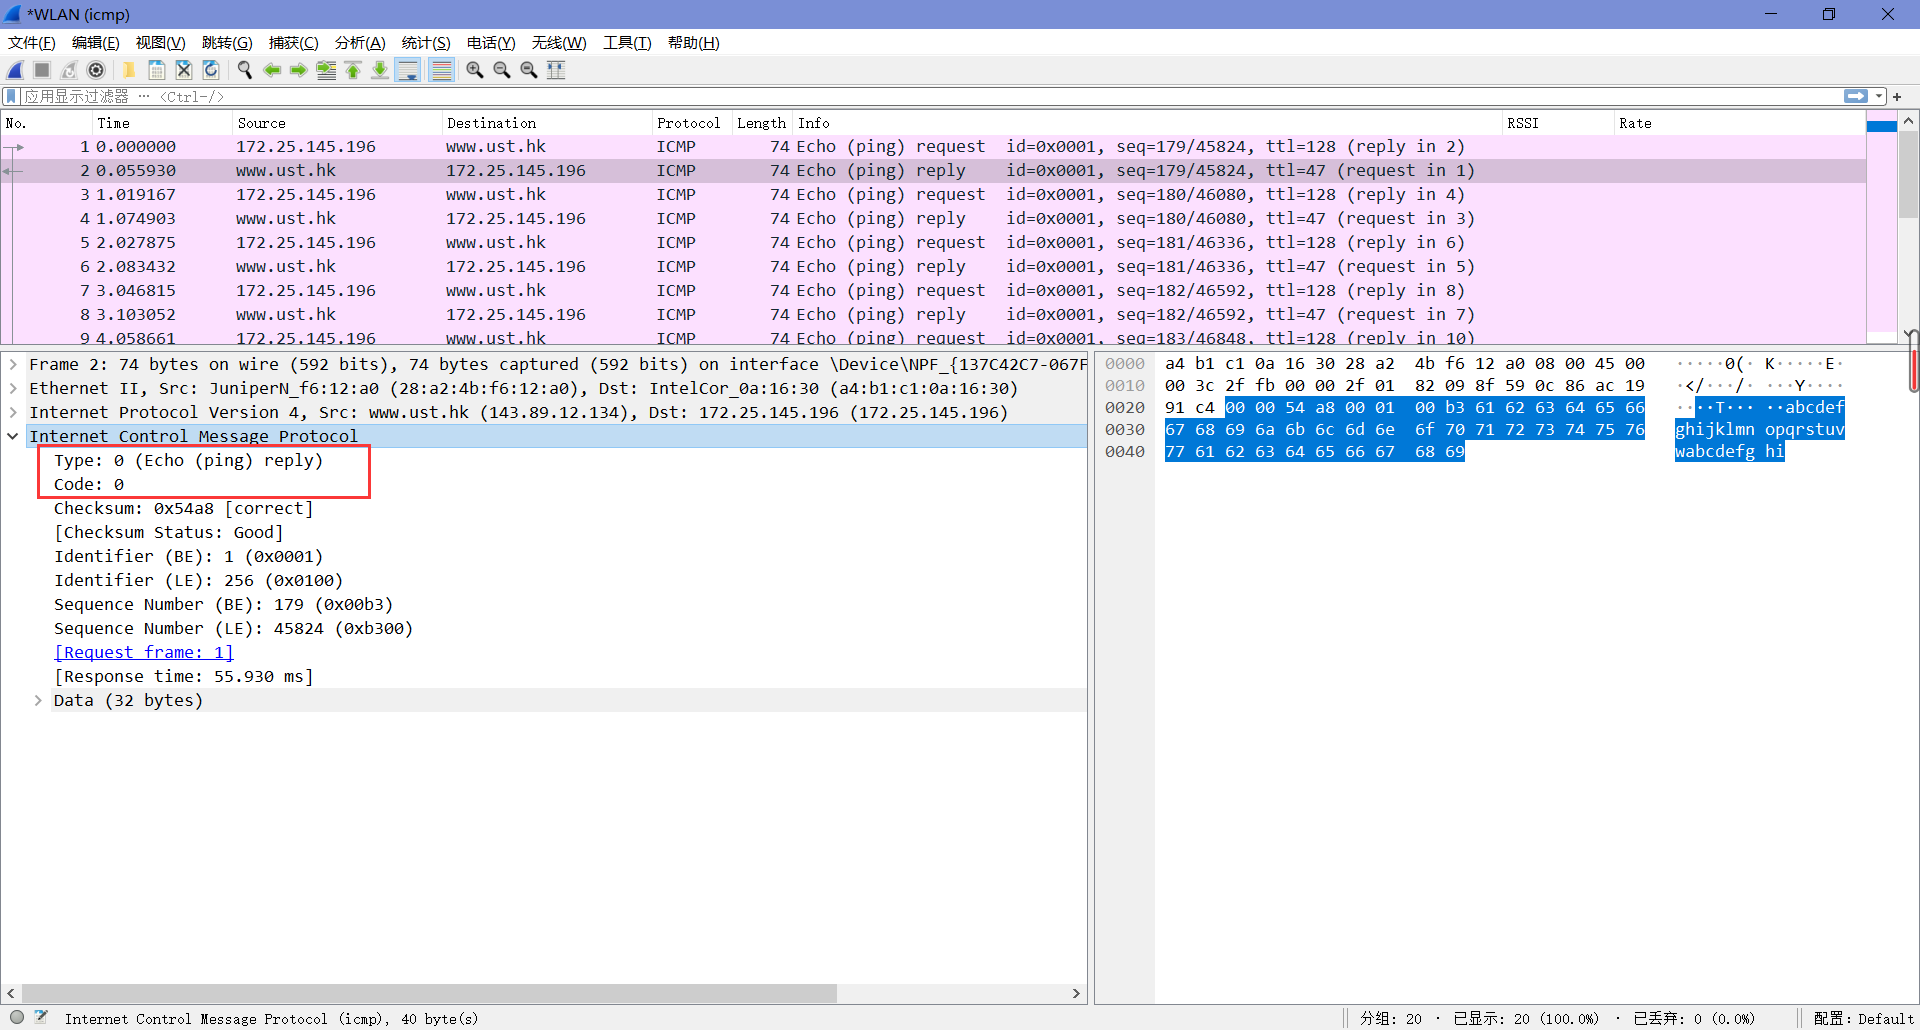 *WLAN (icmp)
文件(F) 编辑(E) 视图(V) 跳转(G) 捕获(C) 分析(A) 统计(S) 电话(Y) 无线(W) 工具(T) 帮助(H)
应用显示过滤器 … <Ctrl-/>
No. Time Source Destination Protocol Length Info RSSI Rate
1 0.000000 172.25.145.196 www.ust.hk ICMP 74 Echo (ping) request id=0x0001, seq=179/45824, ttl=128 (reply in 2)
2 0.055930 www.ust.hk 172.25.145.196 ICMP 74 Echo (ping) reply id=0x0001, seq=179/45824, ttl=47 (request in 1)
3 1.019167 172.25.145.196 www.ust.hk ICMP 74 Echo (ping) request id=0x0001, seq=180/46080, ttl=128 (reply in 4)
4 1.074903 www.ust.hk 172.25.145.196 ICMP 74 Echo (ping) reply id=0x0001, seq=180/46080, ttl=47 (request in 3)
5 2.027875 172.25.145.196 www.ust.hk ICMP 74 Echo (ping) request id=0x0001, seq=181/46336, ttl=128 (reply in 6)
6 2.083432 www.ust.hk 172.25.145.196 ICMP 74 Echo (ping) reply id=0x0001, seq=181/46336, ttl=47 (request in 5)
7 3.046815 172.25.145.196 www.ust.hk ICMP 74 Echo (ping) request id=0x0001, seq=182/46592, ttl=128 (reply in 8)
8 3.103052 www.ust.hk 172.25.145.196 ICMP 74 Echo (ping) reply id=0x0001, seq=182/46592, ttl=47 (request in 7)
9 4.058661 172.25.145.196 www.ust.hk ICMP 74 Echo (ping) request id=0x0001, seq=183/46848, ttl=128 (reply in 10)
Frame 2: 74 bytes on wire (592 bits), 74 bytes captured (592 bits) on interface \Device\NPF_{137C42C7-067F
Ethernet II, Src: JuniperN_f6:12:a0 (28:a2:4b:f6:12:a0), Dst: IntelCor_0a:16:30 (a4:b1:c1:0a:16:30)
Internet Protocol Version 4, Src: www.ust.hk (143.89.12.134), Dst: 172.25.145.196 (172.25.145.196)
Internet Control Message Protocol
Type: 0 (Echo (ping) reply)
Code: 0
Checksum: 0x54a8 [correct]
[Checksum Status: Good]
Identifier (BE): 1 (0x0001)
Identifier (LE): 256 (0x0100)
Sequence Number (BE): 179 (0x00b3)
Sequence Number (LE): 45824 (0xb300)
[Request frame: 1]
[Response time: 55.930 ms]
Data (32 bytes)
0000 a4 b1 c1 0a 16 30 28 a2 4b f6 12 a0 08 00 45 00 ·····0(· K·····E·
0010 00 3c 2f fb 00 00 2f 01 82 09 8f 59 0c 86 ac 19 ·</···/· ···Y····
0020 91 c4 00 00 54 a8 00 01 00 b3 61 62 63 64 65 66 ····T··· ··abcdef
0030 67 68 69 6a 6b 6c 6d 6e 6f 70 71 72 73 74 75 76 ghijklmn opqrstuv
0040 77 61 62 63 64 65 66 67 68 69 wabcdefg hi
Internet Control Message Protocol (icmp), 40 byte(s)
分组: 20 · 已显示: 20 (100.0%) · 已丢弃: 0 (0.0%)
配置: Default